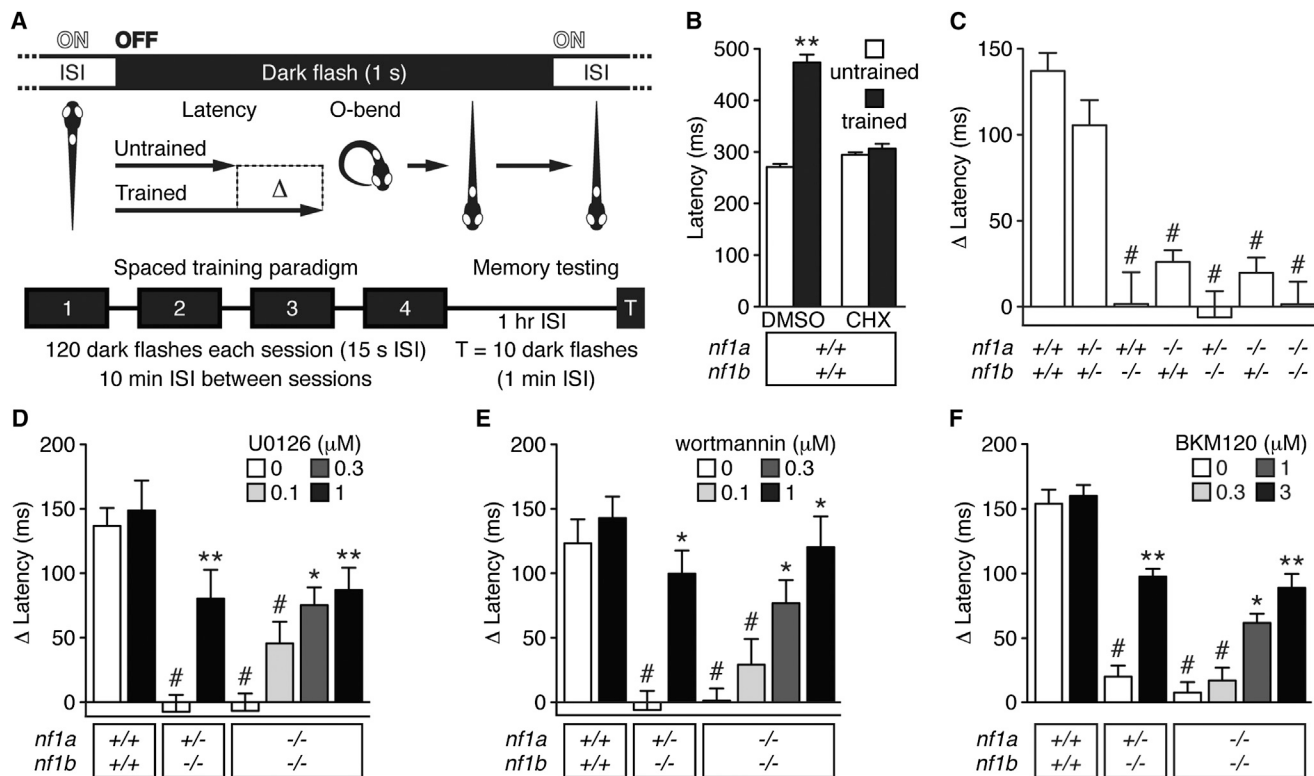 A
ON OFF ON
ISI Dark flash (1 s) ISI
Latency O-bend
Untrained
Trained
Δ
Spaced training paradigm Memory testing
1 2 3 4 T
1 hr ISI
120 dark flashes each session (15 s ISI) T = 10 dark flashes
10 min ISI between sessions (1 min ISI)
B
500
400
300
200
100
0
Latency (ms)
**
untrained
trained
DMSO CHX
nf1a +/+
nf1b +/+
C
150
100
50
0
Δ Latency (ms)
# # # # #
nf1a +/+ +/- +/+ -/- +/- -/- -/-
nf1b +/+ +/- -/- +/+ -/- +/- -/-
D
200
150
100
50
0
Δ Latency (ms)
U0126 (μM)
0 0.3
0.1 1
# ** # # * **
nf1a +/+ +/- -/-
nf1b +/+ -/- -/-
E
200
150
100
50
0
Δ Latency (ms)
wortmannin (μM)
0 0.3
0.1 1
# * # # * *
nf1a +/+ +/- -/-
nf1b +/+ -/- -/-
F
200
150
100
50
0
Δ Latency (ms)
BKM120 (μM)
0 1
0.3 3
# ** # # * **
nf1a +/+ +/- -/-
nf1b +/+ -/- -/-